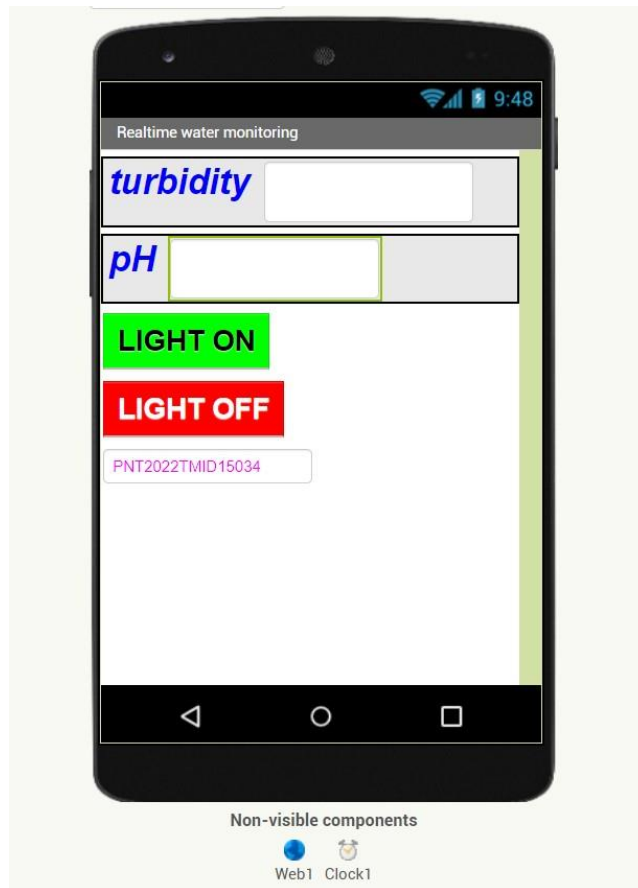 9:48
Realtime water monitoring
turbidity
pH
LIGHT ON
LIGHT OFF
PNT2022TMID15034
Non-visible components
Web1 Clock1